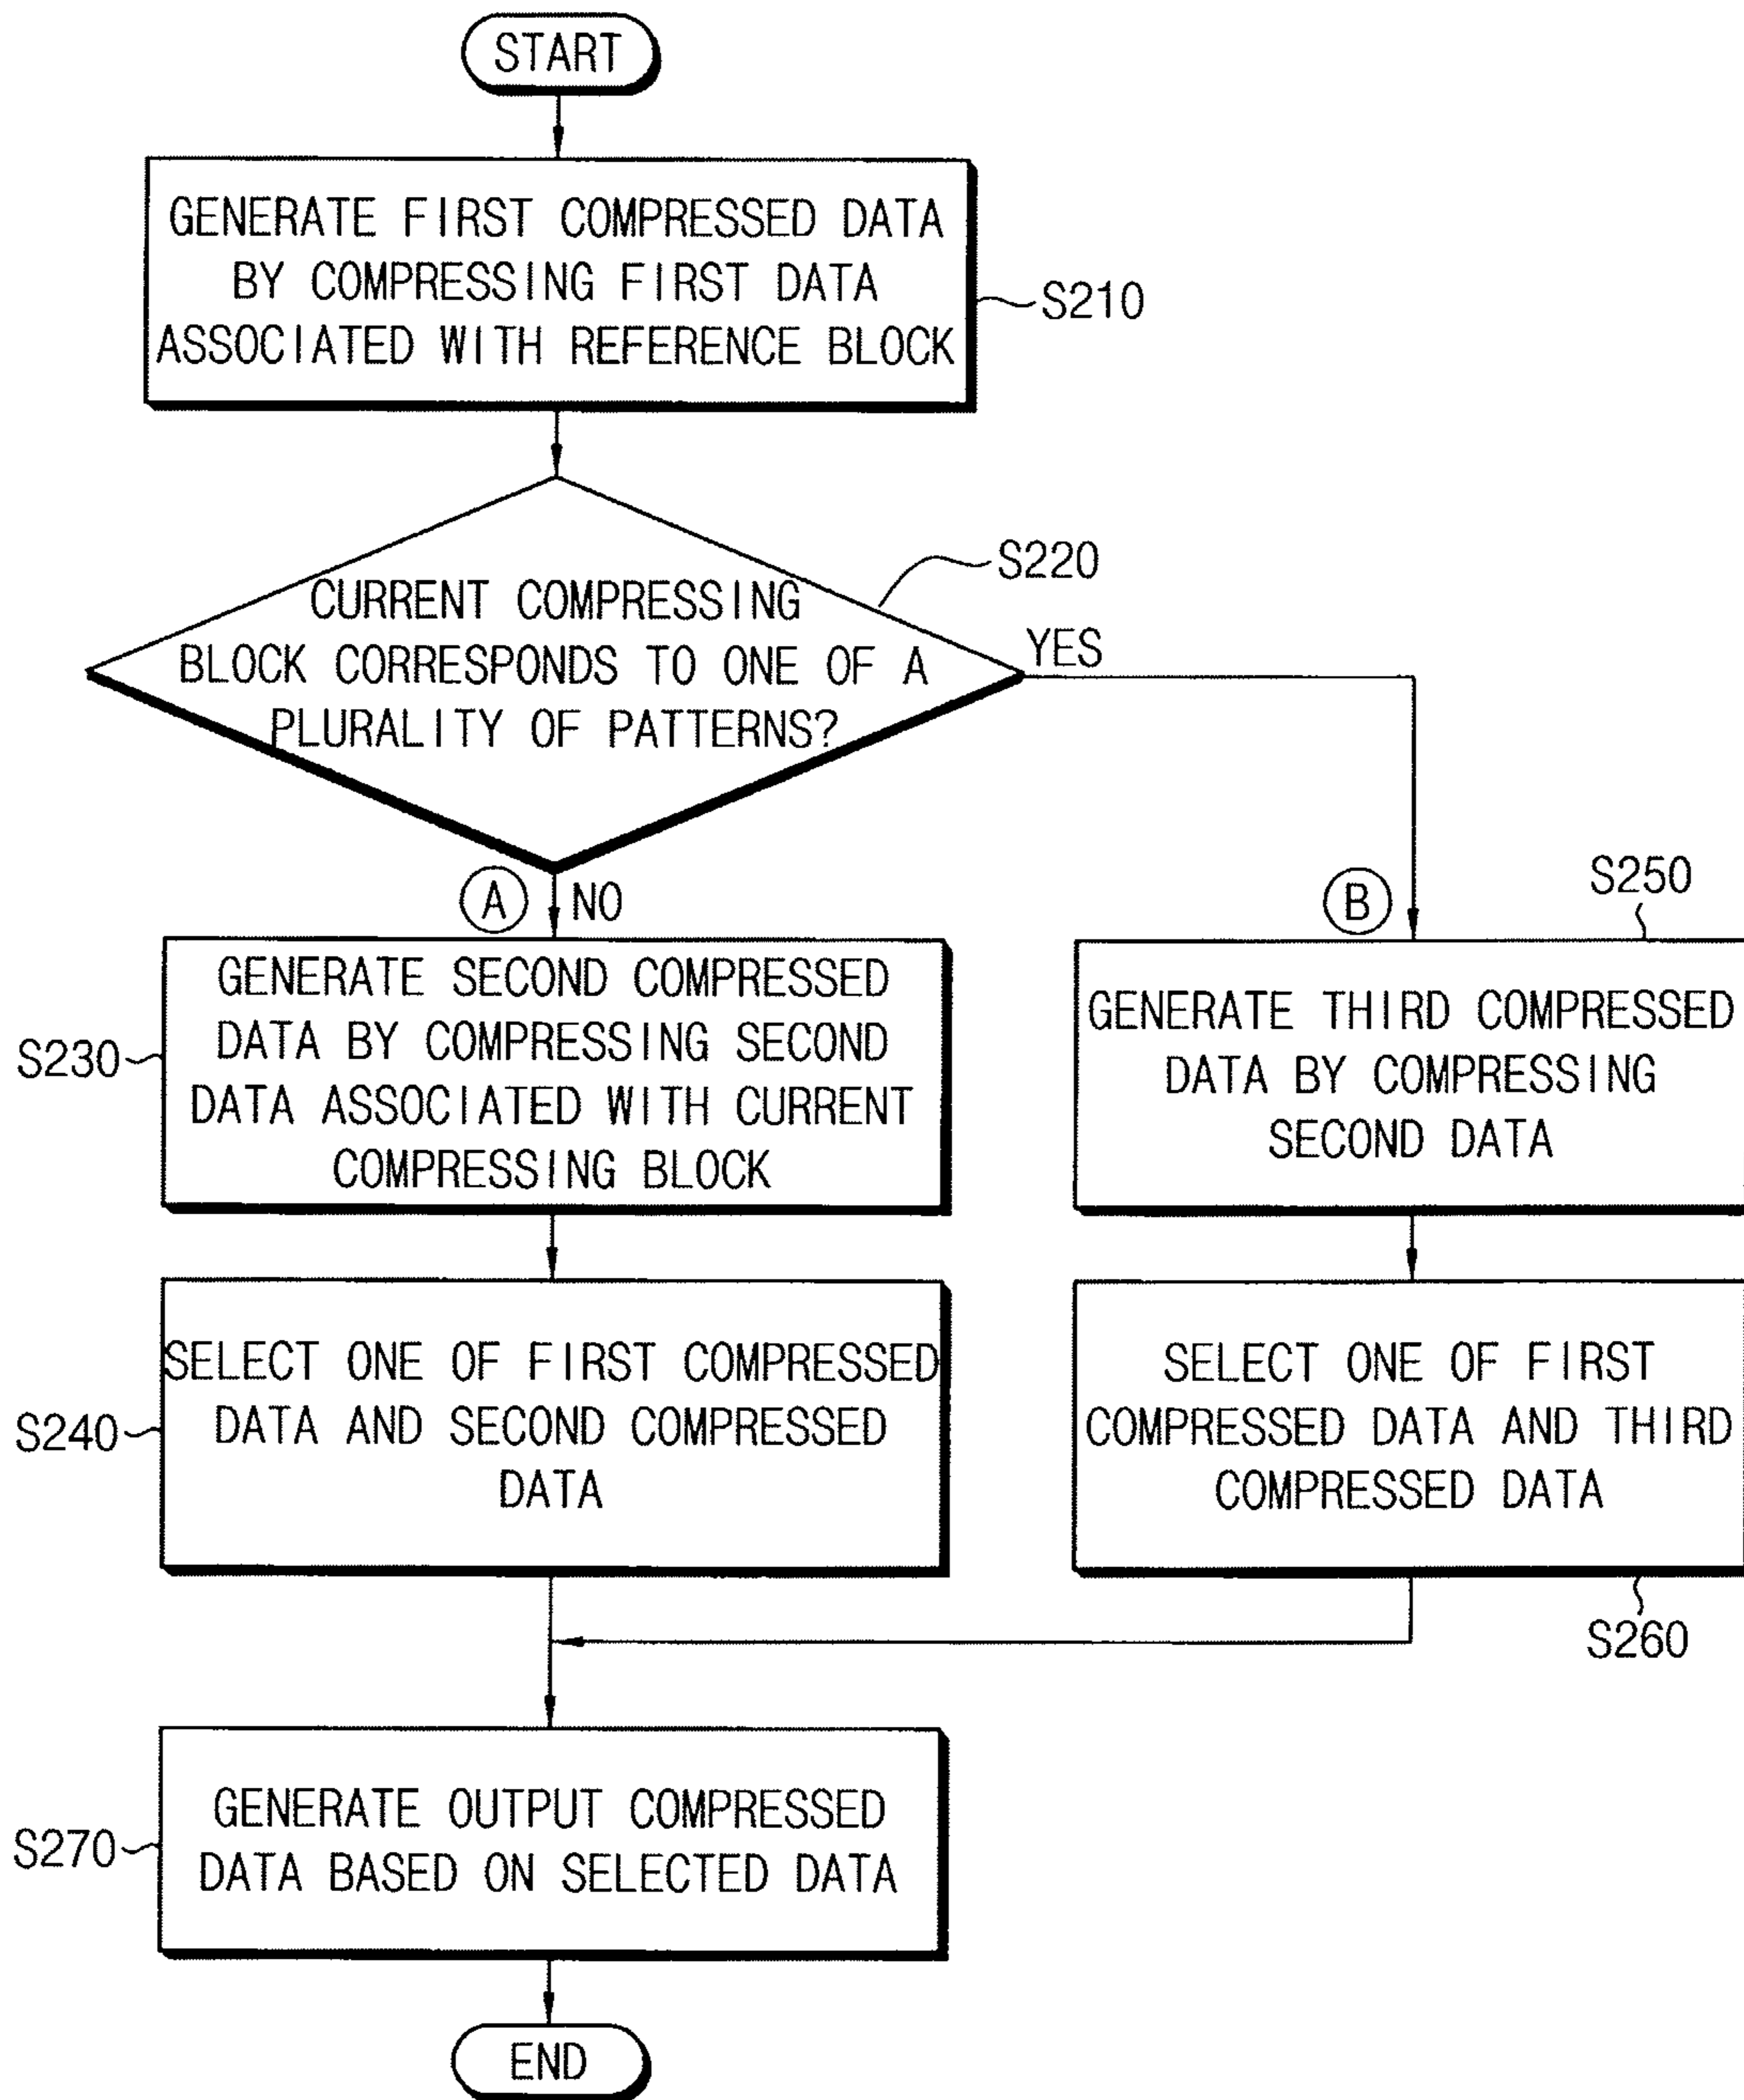 START
GENERATE FIRST COMPRESSED DATA
BY COMPRESSING FIRST DATA
ASSOCIATED WITH REFERENCE BLOCK
S210
S220
CURRENT COMPRESSING
BLOCK CORRESPONDS TO ONE OF A
PLURALITY OF PATTERNS?
YES
A
NO
B
S250
GENERATE SECOND COMPRESSED
DATA BY COMPRESSING SECOND
DATA ASSOCIATED WITH CURRENT
COMPRESSING BLOCK
S230
GENERATE THIRD COMPRESSED
DATA BY COMPRESSING
SECOND DATA
SELECT ONE OF FIRST COMPRESSED
DATA AND SECOND COMPRESSED
DATA
S240
SELECT ONE OF FIRST
COMPRESSED DATA AND THIRD
COMPRESSED DATA
S260
GENERATE OUTPUT COMPRESSED
DATA BASED ON SELECTED DATA
S270
END